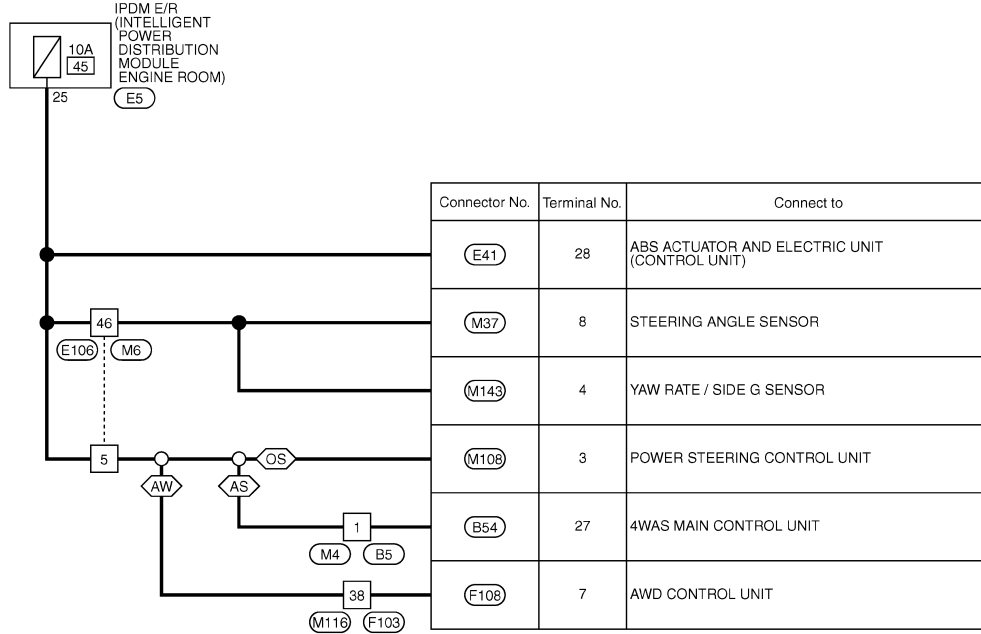 IPDM E/R
(INTELLIGENT
POWER
DISTRIBUTION
MODULE
ENGINE ROOM)
10A
45
25
E5
Connector No. Terminal No. Connect to
E41 28 ABS ACTUATOR AND ELECTRIC UNIT
(CONTROL UNIT)
46 M37 8 STEERING ANGLE SENSOR
E106 M6
M143 4 YAW RATE / SIDE G SENSOR
5 OS M108 3 POWER STEERING CONTROL UNIT
AW AS
1 B54 27 4WAS MAIN CONTROL UNIT
M4 B5
38 F108 7 AWD CONTROL UNIT
M116 F103